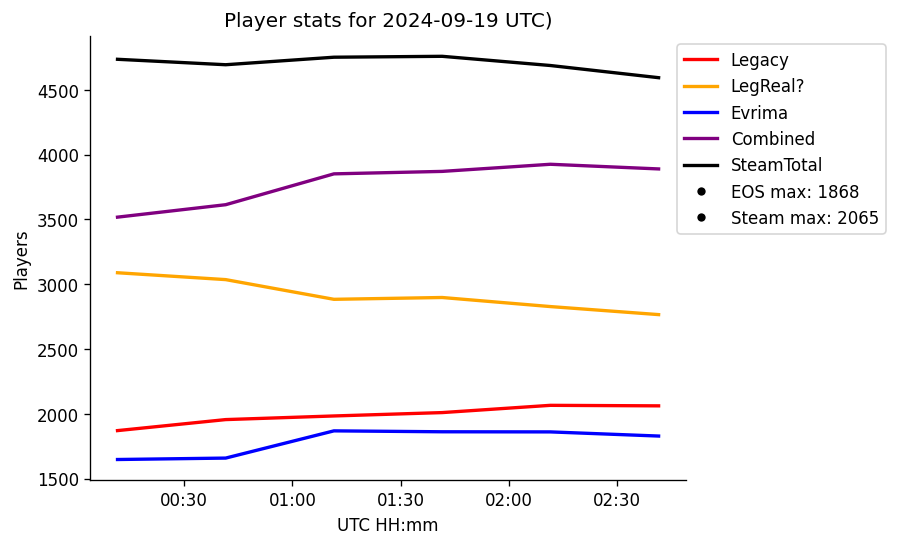 Player stats for 2024-09-19 UTC)
Legacy
LegReal?
Evrima
Combined
SteamTotal
EOS max: 1868
Steam max: 2065
Players
4500
4000
3500
3000
2500
2000
1500
00:30 01:00 01:30 02:00 02:30
UTC HH:mm